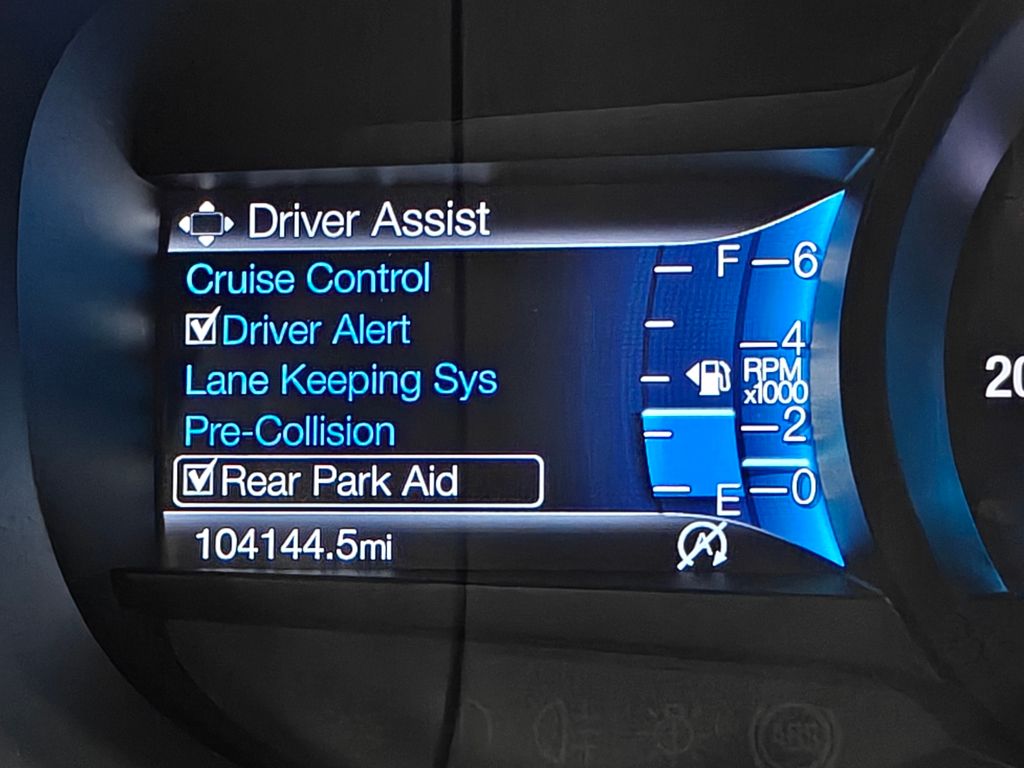 Driver Assist
Cruise Control
Driver Alert
Lane Keeping Sys
Pre-Collision
Rear Park Aid
104144.5mi
F
E
6
4
RPM
x1000
2
0
A
20